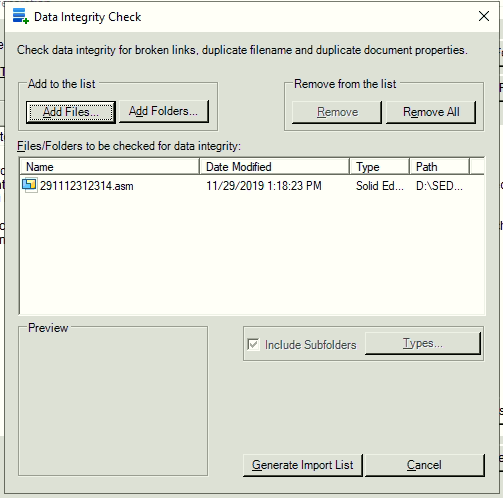 Data Integrity Check
Check data integrity for broken links, duplicate filename and duplicate document properties.
Add to the list
Remove from the list
Add Files... Add Folders... Remove Remove All
Files/Folders to be checked for data integrity:
Name Date Modified Type Path
291112312314.asm 11/29/2019 1:18:23 PM Solid Ed... D:\SED...
Preview
Include Subfolders Types...
Generate Import List Cancel